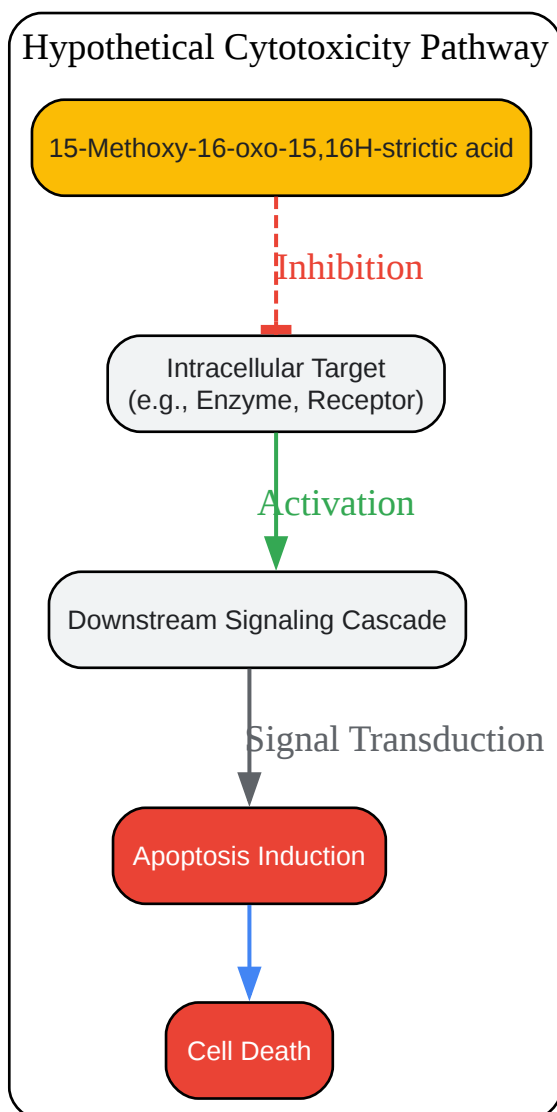 Hypothetical Cytotoxicity Pathway
15-Methoxy-16-oxo-15,16H-strictic acid
Inhibition
Intracellular Target
(e.g., Enzyme, Receptor)
Activation
Downstream Signaling Cascade
Signal Transduction
Apoptosis Induction
Cell Death